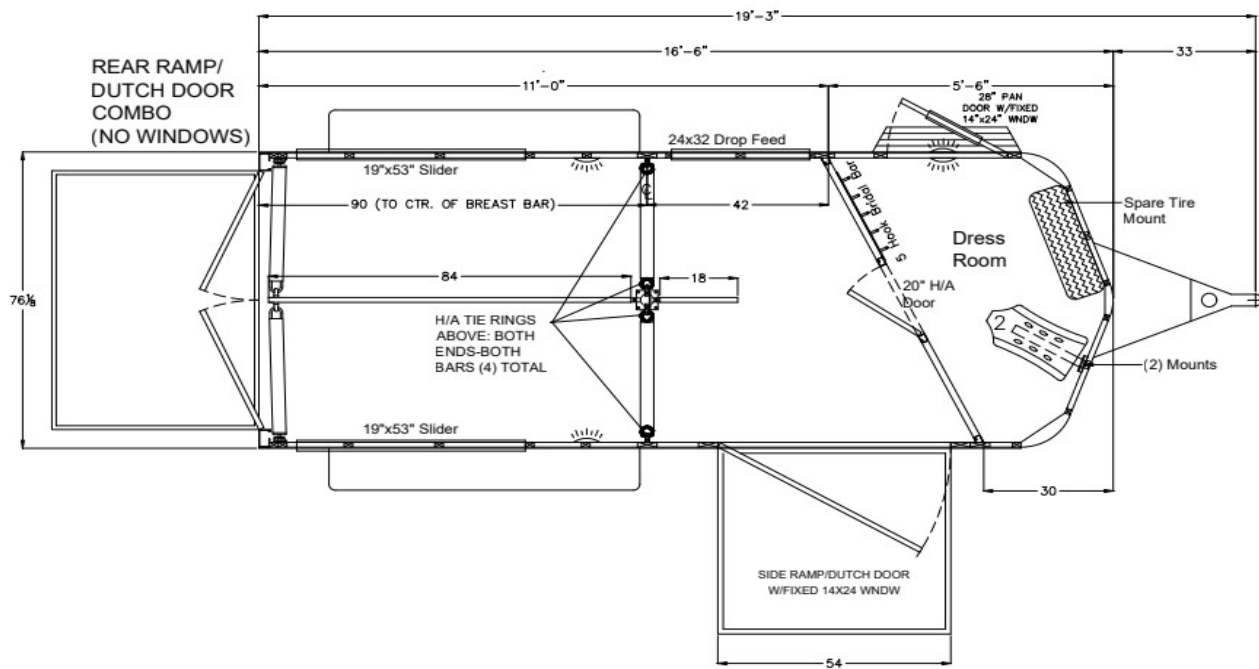 19'-3"
16'-6"
33
11'-0"
5'-6"
REAR RAMP/
DUTCH DOOR
COMBO
(NO WINDOWS)
28" PAN
DOOR W/FIXED
14"x24" WNDW
24x32 Drop Feed
19"x53" Slider
90 (TO CTR. OF BREAST BAR)
42
5 Hook Bridal Bar
Spare Tire
Mount
Dress
Room
84
18
20" H/A
Door
76⅛
H/A TIE RINGS
ABOVE: BOTH
ENDS-BOTH
BARS (4) TOTAL
2
(2) Mounts
19"x53" Slider
30
SIDE RAMP/DUTCH DOOR
W/FIXED 14X24 WNDW
54